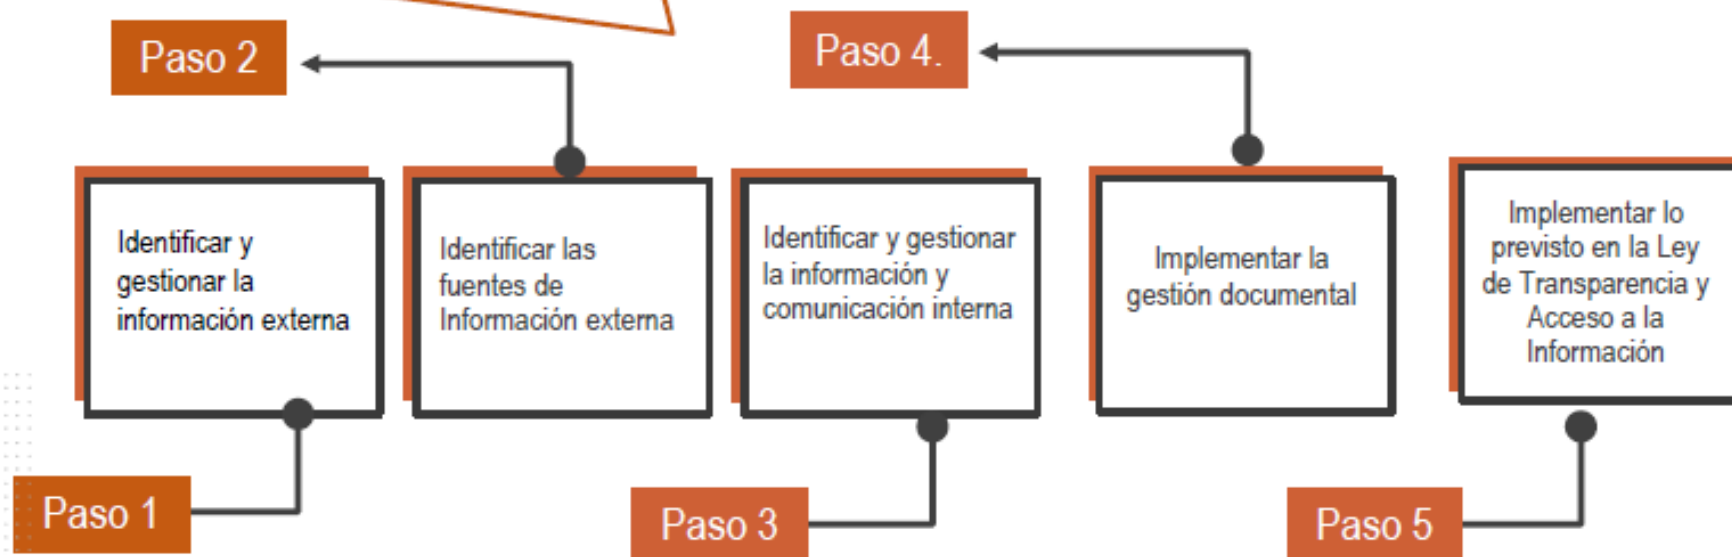 Paso 2
Paso 4.
Identificar y
gestionar la
información externa
Identificar las
fuentes de
Información externa
Identificar y gestionar
la información y
comunicación interna
Implementar la
gestión documental
Implementar lo
previsto en la Ley
de Transparencia y
Acceso a la
Información
Paso 1
Paso 3
Paso 5